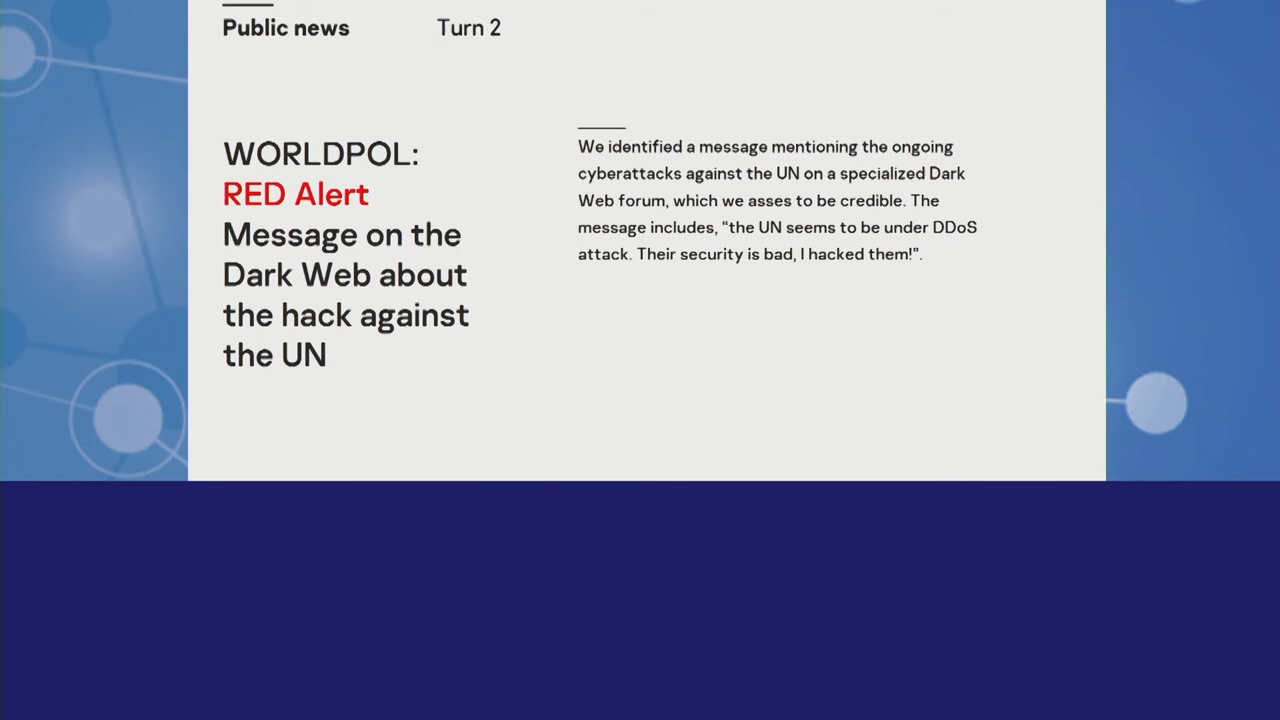 Public news
Turn 2
WORLDPOL:
RED Alert
Message on the
Dark Web about
the hack against
the UN
We identified a message mentioning the ongoing
cyberattacks against the UN on a specialized Dark
Web forum, which we asses to be credible. The
message includes, “the UN seems to be under DDoS
attack. Their security is bad, I hacked them!”.